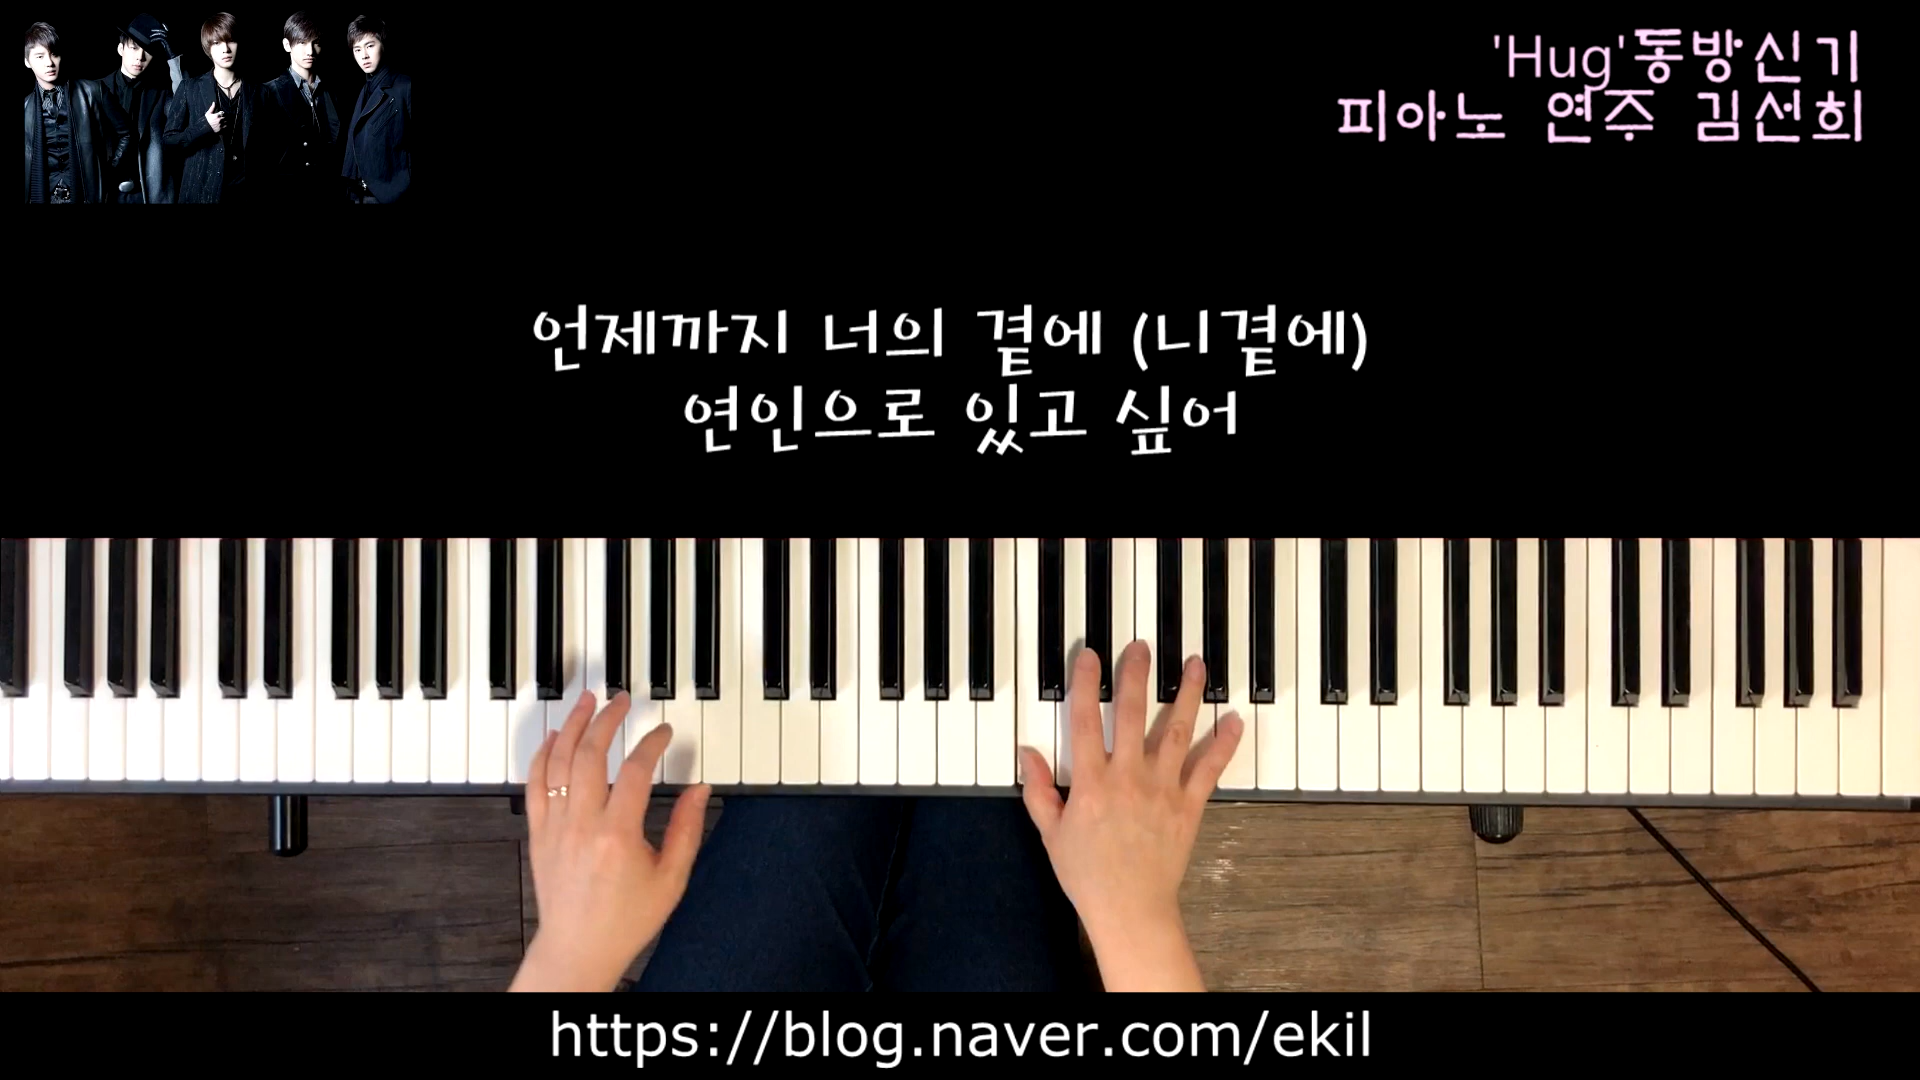 'Hug'동방신기
피아노 연주 김선희
언제까지 너의 곁에 (니곁에)
연인으로 있고 싶어
https://blog.naver.com/ekil